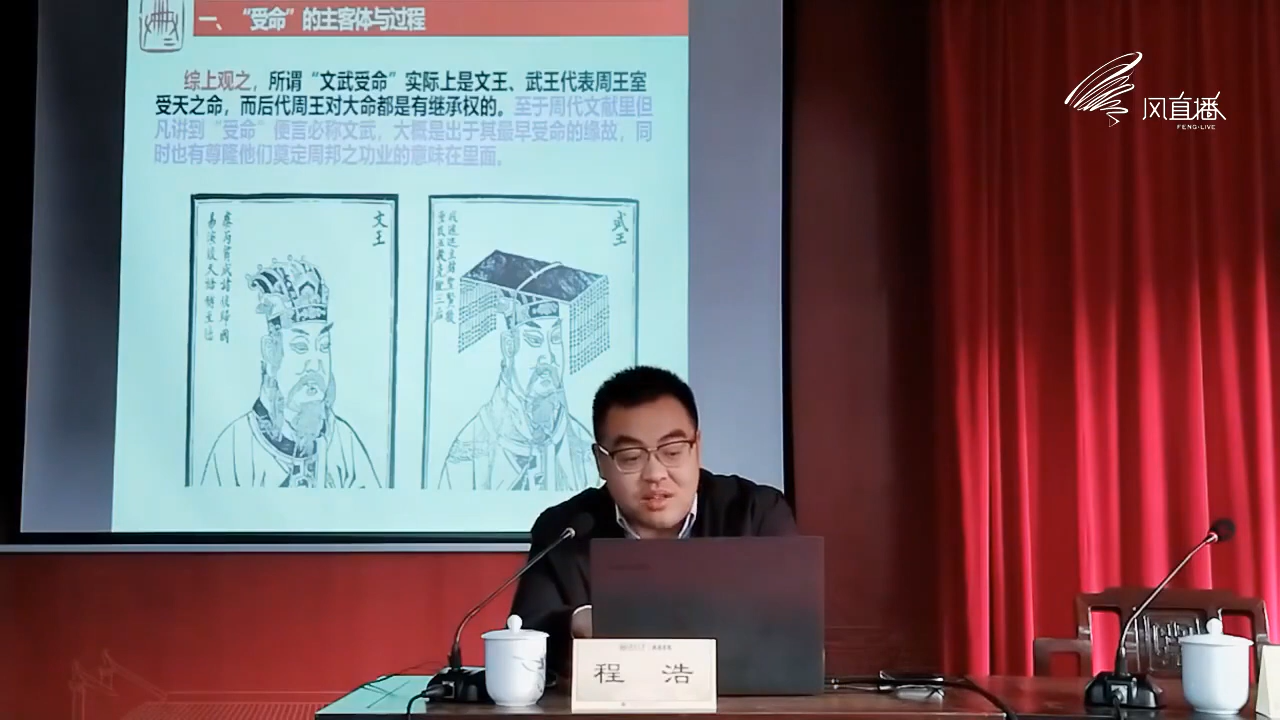 一、“受命”的主客体与过程
综上观之，所谓“文武受命”实际上是文王、武王代表周王室
受天之命，而后代周王对大命都是有继承权的。至于周代文献里但
凡讲到“受命”便言必称文武，大概是出于其最早受命的缘故，同
时也有尊隆他们奠定周邦之功业的意味在里面。
文王
武王
风直播
FENG·LIVE
程 浩